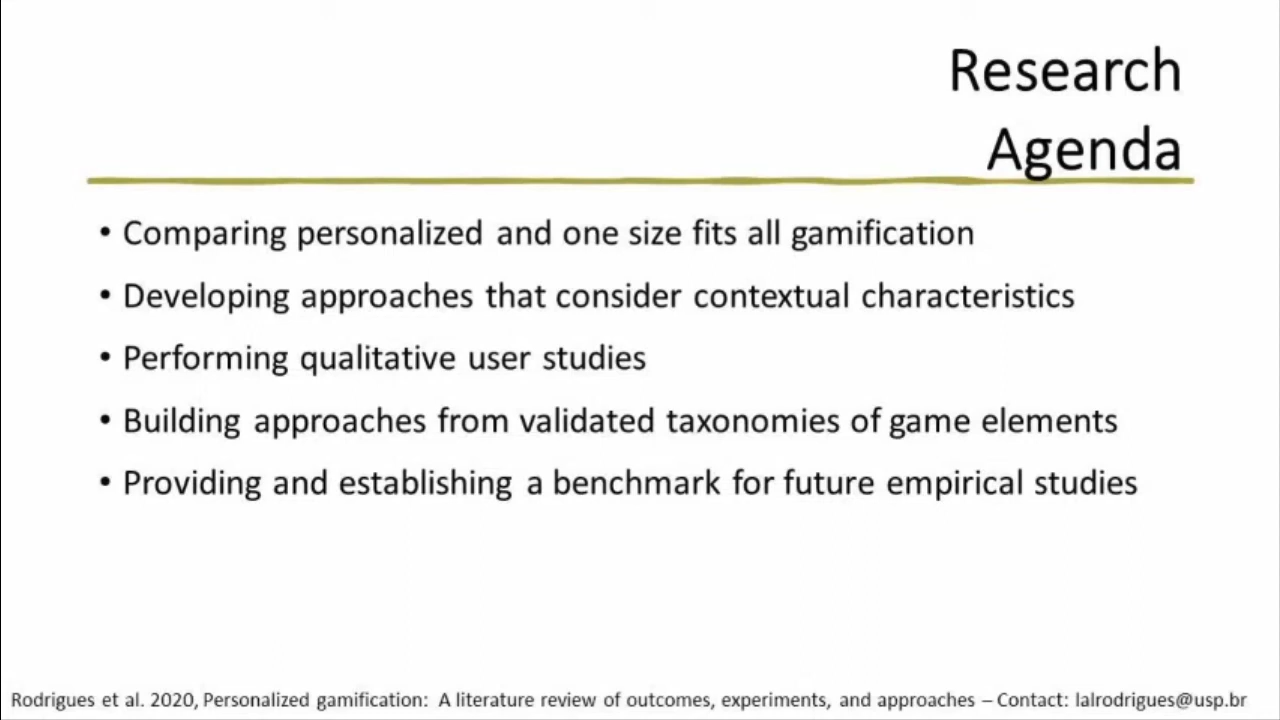 Research
Agenda
• Comparing personalized and one size fits all gamification
• Developing approaches that consider contextual characteristics
• Performing qualitative user studies
• Building approaches from validated taxonomies of game elements
• Providing and establishing a benchmark for future empirical studies
Rodrigues et al. 2020, Personalized gamification: A literature review of outcomes, experiments, and approaches – Contact: lalrodrigues@usp.br